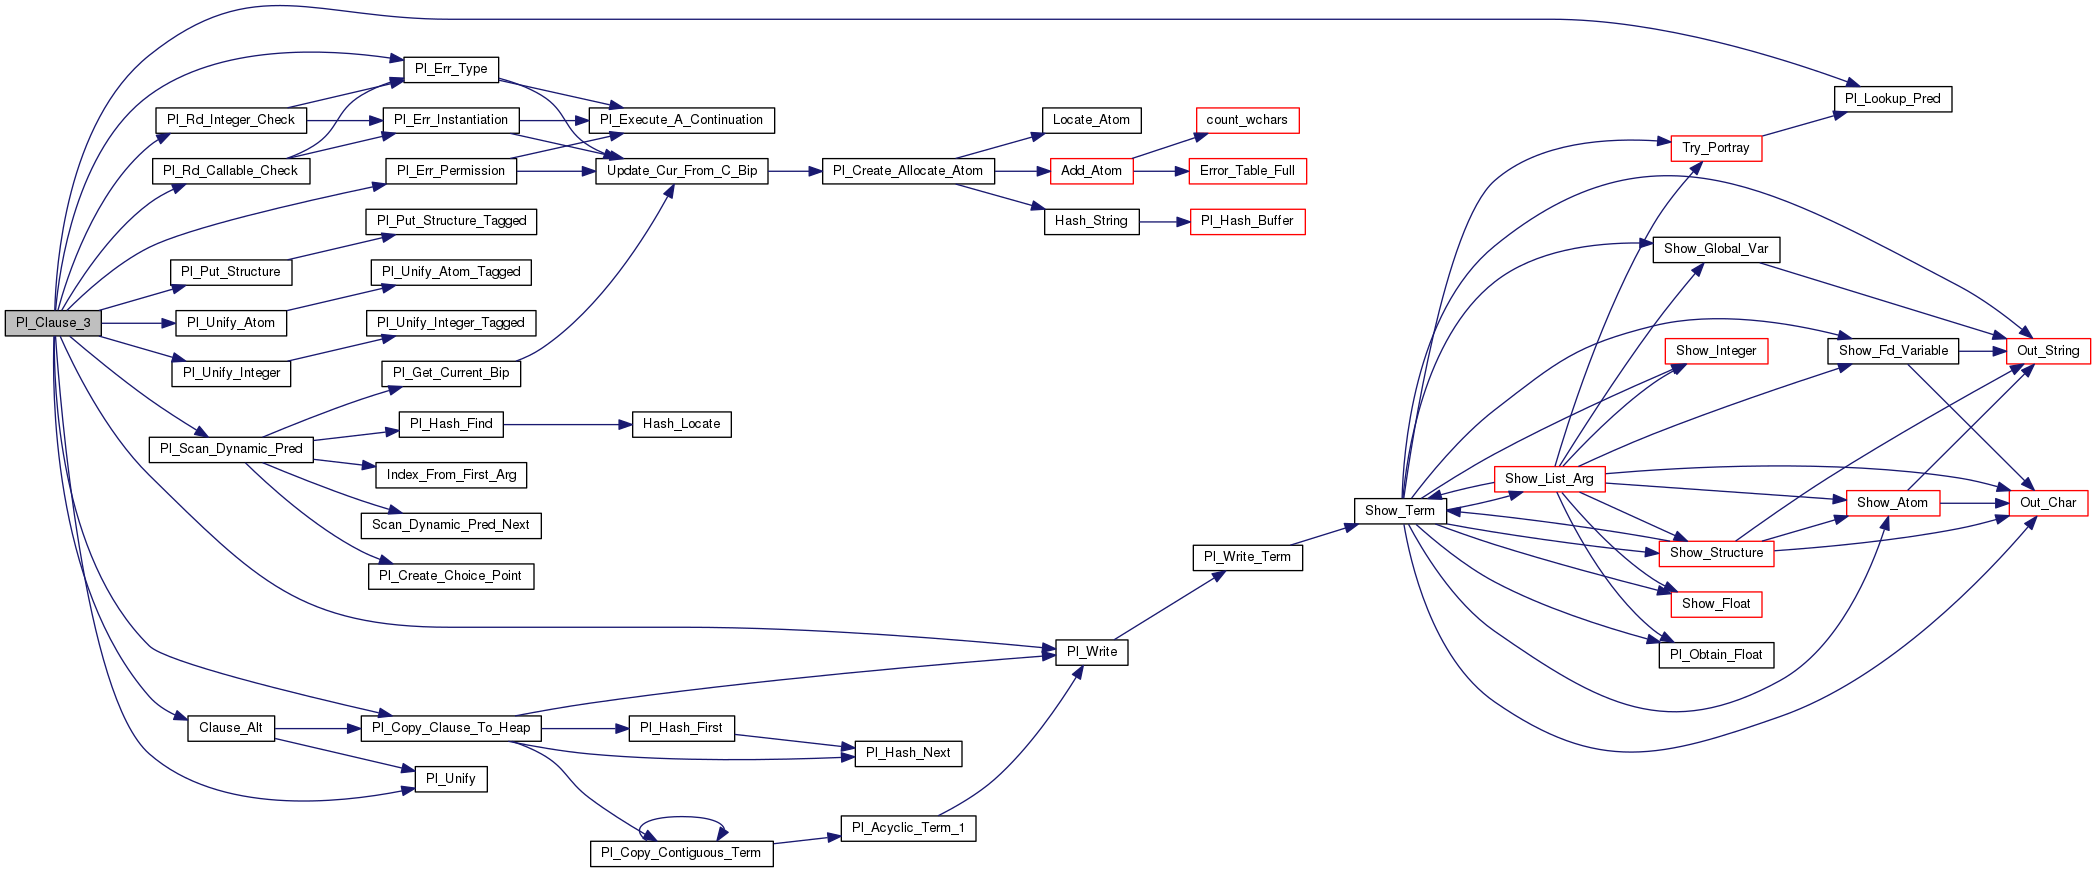 Pl_Clause_3
Pl_Err_Type
Pl_Rd_Integer_Check
Pl_Err_Instantiation
Pl_Execute_A_Continuation
Pl_Rd_Callable_Check
Pl_Err_Permission
Update_Cur_From_C_Bip
Pl_Create_Allocate_Atom
Locate_Atom
count_wchars
Add_Atom
Error_Table_Full
Hash_String
Pl_Hash_Buffer
Pl_Put_Structure_Tagged
Pl_Put_Structure
Pl_Unify_Atom_Tagged
Pl_Unify_Atom
Pl_Unify_Integer_Tagged
Pl_Unify_Integer
Pl_Get_Current_Bip
Pl_Hash_Find
Hash_Locate
Pl_Scan_Dynamic_Pred
Index_From_First_Arg
Scan_Dynamic_Pred_Next
Pl_Create_Choice_Point
Pl_Write_Term
Pl_Write
Clause_Alt
Pl_Copy_Clause_To_Heap
Pl_Hash_First
Pl_Hash_Next
Pl_Unify
Pl_Acyclic_Term_1
Pl_Copy_Contiguous_Term
Pl_Lookup_Pred
Try_Portray
Show_Global_Var
Show_Integer
Show_Fd_Variable
Out_String
Show_List_Arg
Show_Term
Show_Atom
Out_Char
Show_Structure
Show_Float
Pl_Obtain_Float